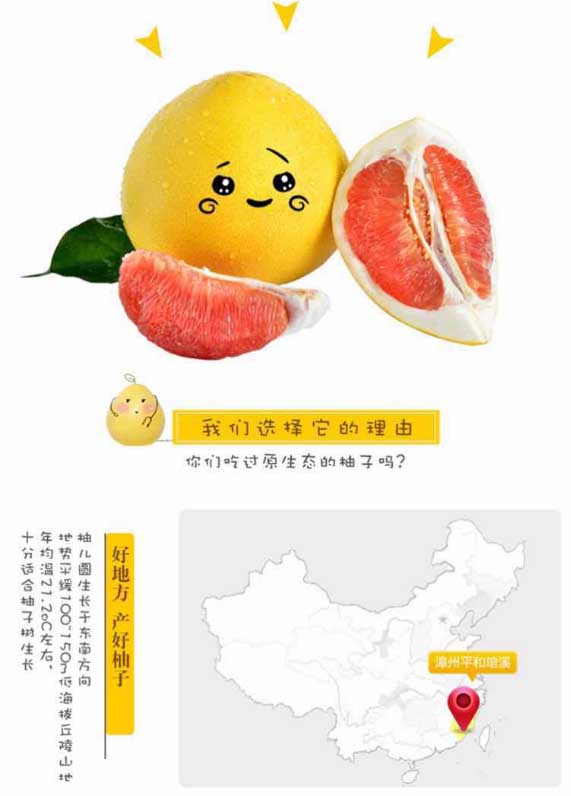 我们选择它的理由
你们吃过原生态的柚子吗?
好地方 产好柚子
柚儿圆生长于东南方向
地势平缓100~150m低海拔丘陵山地
年均温21.2oC左右,
十分适合柚子树生长
漳州平和琯溪